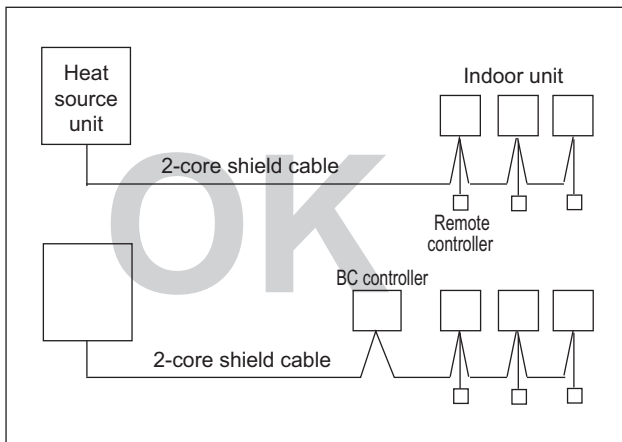 Heat
source
unit
Indoor unit
2-core shield cable
Remote
controller
OK
BC controller
2-core shield cable